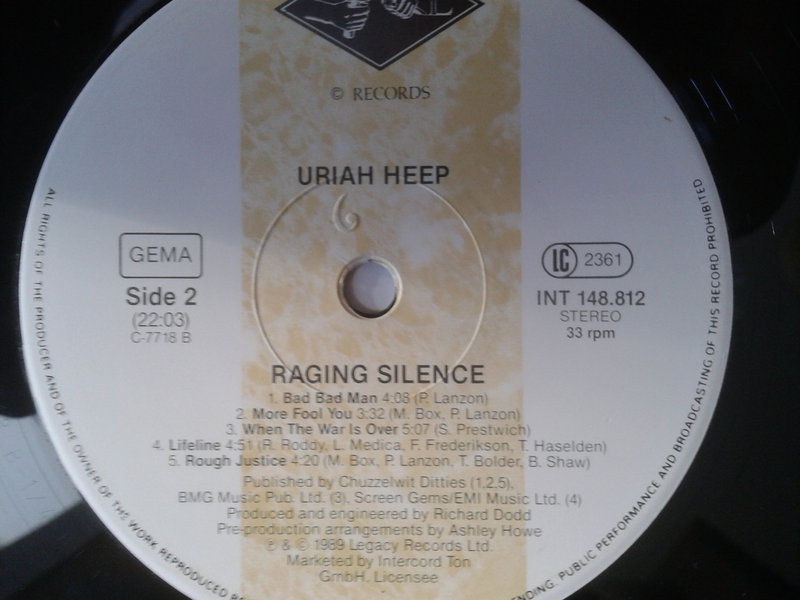 © RECORDS
URIAH HEEP
GEMA
Side 2
(22:03)
C-7718 B
LC 2361
INT 148.812
STEREO
33 rpm
RAGING SILENCE
1. Bad Bad Man 4:08 (P. Lanzon)
2. More Fool You 3:32 (M. Box, P. Lanzon)
3. When The War Is Over 5:07 (S. Prestwich)
4. Lifeline 4:51 (R. Roddy, L. Medica, F. Frederikson, T. Haselden)
5. Rough Justice 4:20 (M. Box, P. Lanzon, T. Bolder, B. Shaw)
Published by Chuzzelwit Ditties (1,2,5),
BMG Music Pub. Ltd. (3), Screen Gems/EMI Music Ltd. (4)
Produced and engineered by Richard Dodd
Pre-production arrangements by Ashley Howe
℗ & © 1989 Legacy Records Ltd.
Marketed by Intercord Ton
GmbH. Licensee
ALL RIGHTS OF THE PRODUCER AND OF THE OWNER OF THE WORK REPRODUCED
PUBLIC PERFORMANCE AND BROADCASTING OF THIS RECORD PROHIBITED